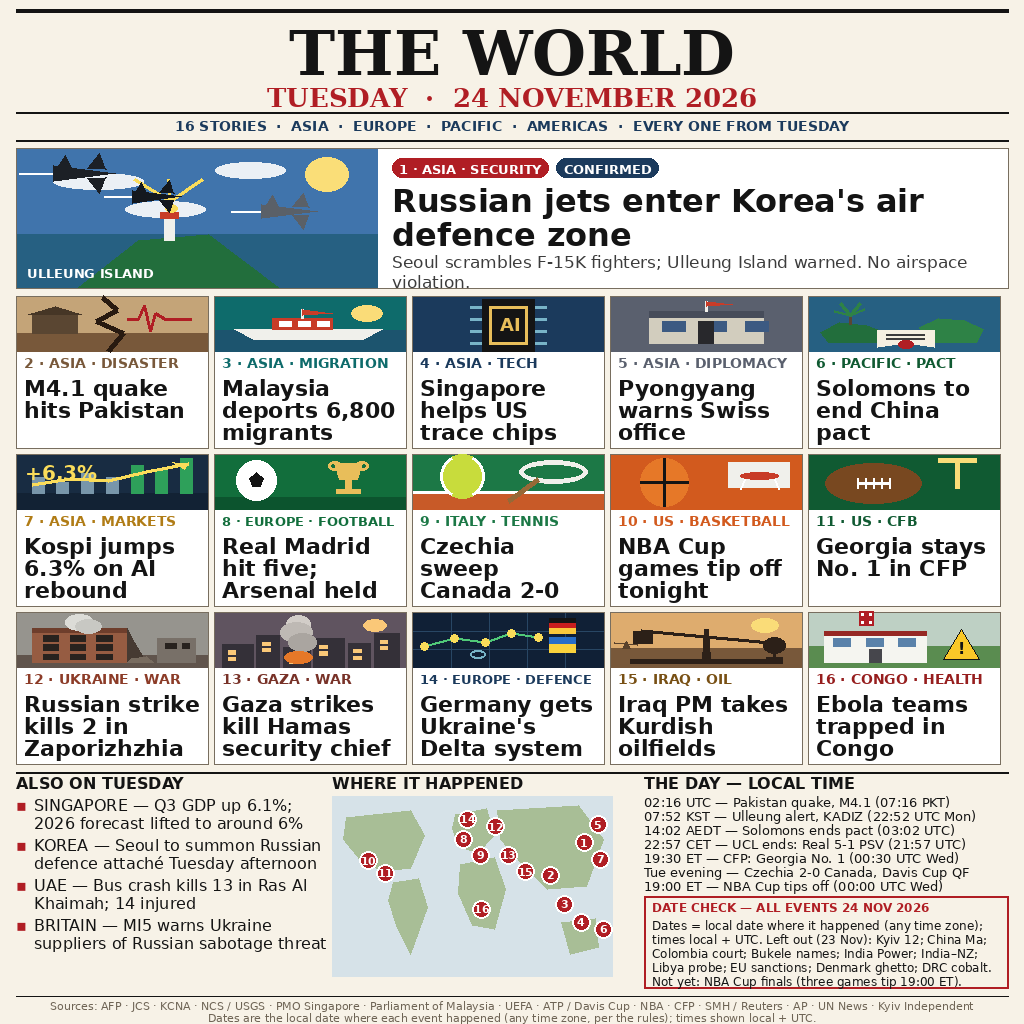 THE WORLD
TUESDAY · 24 NOVEMBER 2026
16 STORIES · ASIA · EUROPE · PACIFIC · AMERICAS · EVERY ONE FROM TUESDAY
ULLEUNG ISLAND
1 · ASIA · SECURITY
CONFIRMED
Russian jets enter Korea's air
defence zone
Seoul scrambles F-15K fighters; Ulleung Island warned. No airspace
violation.
2 · ASIA · DISASTER
M4.1 quake
hits Pakistan
3 · ASIA · MIGRATION
Malaysia
deports 6,800
migrants
AI
4 · ASIA · TECH
Singapore
helps US
trace chips
5 · ASIA · DIPLOMACY
Pyongyang
warns Swiss
office
6 · PACIFIC · PACT
Solomons to
end China
pact
+6.3%
7 · ASIA · MARKETS
Kospi jumps
6.3% on AI
rebound
8 · EUROPE · FOOTBALL
Real Madrid
hit five;
Arsenal held
9 · ITALY · TENNIS
Czechia
sweep
Canada 2-0
10 · US · BASKETBALL
NBA Cup
games tip off
tonight
11 · US · CFB
Georgia stays
No. 1 in CFP
12 · UKRAINE · WAR
Russian strike
kills 2 in
Zaporizhzhia
13 · GAZA · WAR
Gaza strikes
kill Hamas
security chief
14 · EUROPE · DEFENCE
Germany gets
Ukraine's
Delta system
15 · IRAQ · OIL
Iraq PM takes
Kurdish
oilfields
!
16 · CONGO · HEALTH
Ebola teams
trapped in
Congo
ALSO ON TUESDAY
■ SINGAPORE — Q3 GDP up 6.1%;
2026 forecast lifted to around 6%
■ KOREA — Seoul to summon Russian
defence attaché Tuesday afternoon
■ UAE — Bus crash kills 13 in Ras Al
Khaimah; 14 injured
■ BRITAIN — MI5 warns Ukraine
suppliers of Russian sabotage threat
WHERE IT HAPPENED
14
12
5
8
1
9
13
7
10
11
15
2
16
3
4
6
THE DAY — LOCAL TIME
02:16 UTC — Pakistan quake, M4.1 (07:16 PKT)
07:52 KST — Ulleung alert, KADIZ (22:52 UTC Mon)
14:02 AEDT — Solomons ends pact (03:02 UTC)
22:57 CET — UCL ends: Real 5-1 PSV (21:57 UTC)
19:30 ET — CFP: Georgia No. 1 (00:30 UTC Wed)
Tue evening — Czechia 2-0 Canada, Davis Cup QF
19:00 ET — NBA Cup tips off (00:00 UTC Wed)
DATE CHECK — ALL EVENTS 24 NOV 2026
Dates = local date where it happened (any time zone);
times local + UTC. Left out (23 Nov): Kyiv 12; China Ma;
Colombia court; Bukele names; India Power; India–NZ;
Libya probe; EU sanctions; Denmark ghetto; DRC cobalt.
Not yet: NBA Cup finals (three games tip 19:00 ET).
Sources: AFP · JCS · KCNA · NCS / USGS · PMO Singapore · Parliament of Malaysia · UEFA · ATP / Davis Cup · NBA · CFP · SMH / Reuters · AP · UN News · Kyiv Independent
Dates are the local date where each event happened (any time zone, per the rules); times shown local + UTC.